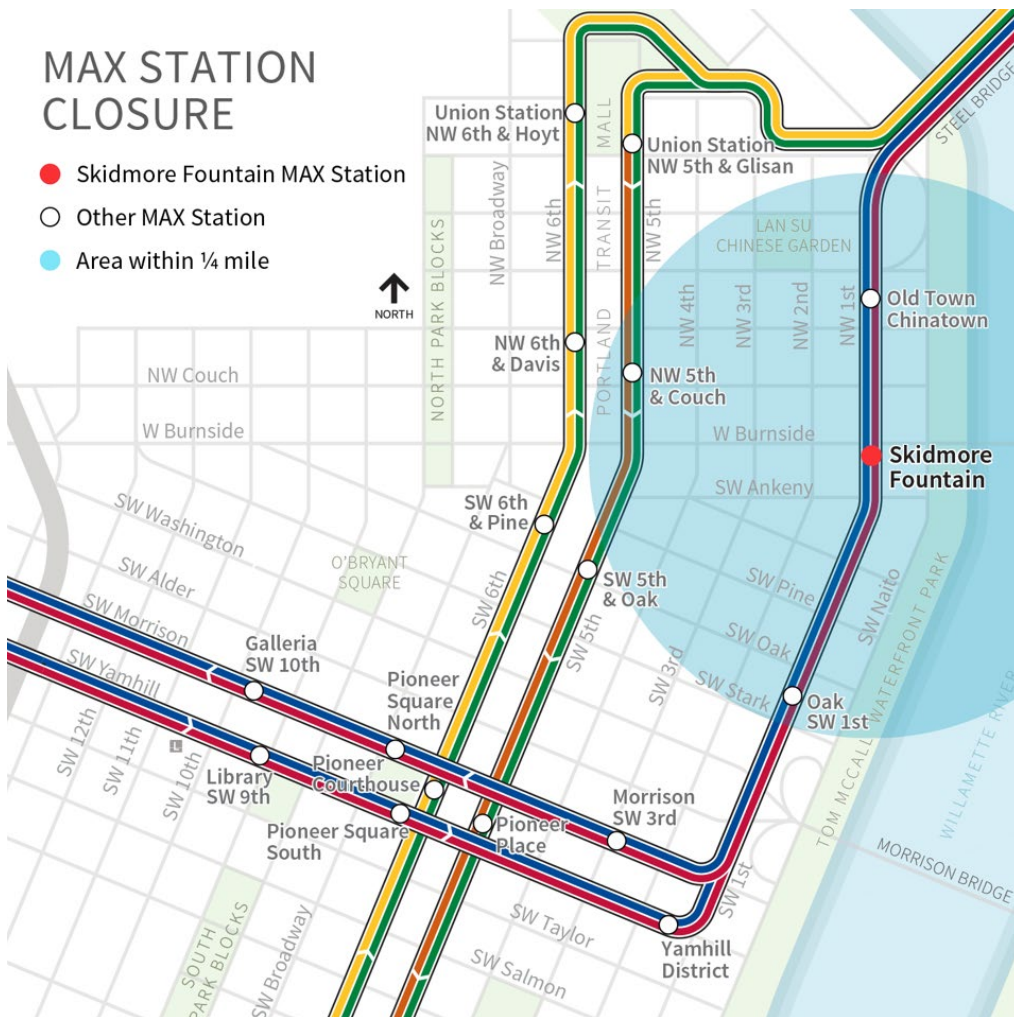 MAX STATION
CLOSURE
Skidmore Fountain MAX Station
Other MAX Station
Area within ¼ mile
NORTH
Union Station
NW 6th & Hoyt
Union Station
NW 5th & Glisan
STEEL BRIDGE
MALL
TRANSIT
PORTLAND
NW Broadway
NW 6th
NW 5th
NORTH PARK BLOCKS
LAN SU
CHINESE GARDEN
NW 4th
NW 3rd
NW 2nd
NW 1st
Old Town
Chinatown
NW 6th
& Davis
NW 5th
& Couch
NW Couch
W Burnside
W Burnside
Skidmore
Fountain
SW Ankeny
SW Washington
SW 6th
& Pine
O'BRYANT
SQUARE
SW Alder
SW 5th
& Oak
SW Pine
SW Naito
SW Morrison
SW 6th
SW 5th
SW Oak
SW 3rd
SW Stark
Galleria
SW 10th
SW Yamhill
Pioneer
Square
North
Oak
SW 1st
TOM MCCALL WATERFRONT PARK
WILLAMETTE RIVER
SW 12th
SW 11th
SW 10th
L
Library
SW 9th
Pioneer
Courthouse
Pioneer Square
South
Pioneer
Place
Morrison
SW 3rd
MORRISON BRIDGE
SW 1st
SW Taylor
Yamhill
District
SW Salmon
SOUTH
PARK BLOCKS
SW Broadway